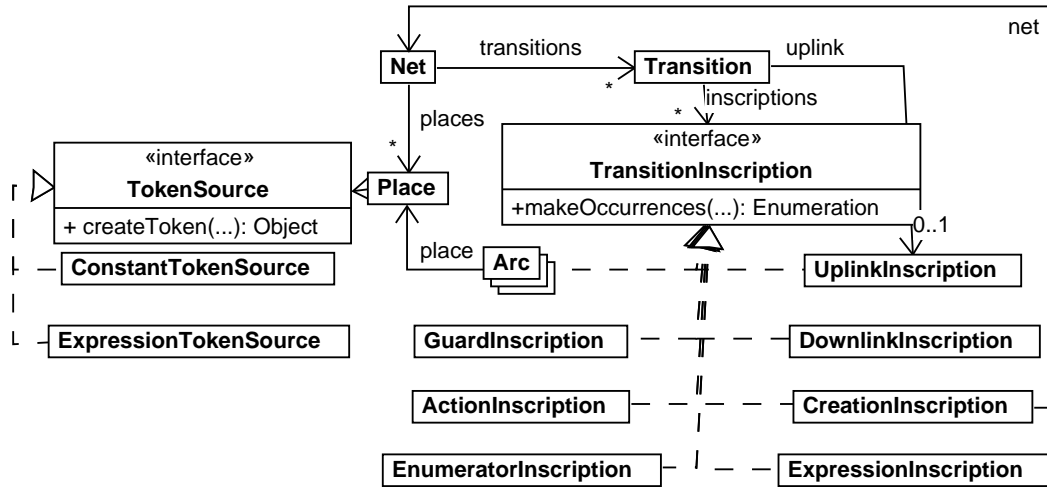 net
transitions
uplink
Net
Transition
*
inscriptions
places
*
*
«interface»
TransitionInscription
+makeOccurrences(...): Enumeration
«interface»
TokenSource
+ createToken(...): Object
Place
0..1
place
Arc
ConstantTokenSource
UplinkInscription
ExpressionTokenSource
GuardInscription
DownlinkInscription
ActionInscription
CreationInscription
EnumeratorInscription
ExpressionInscription